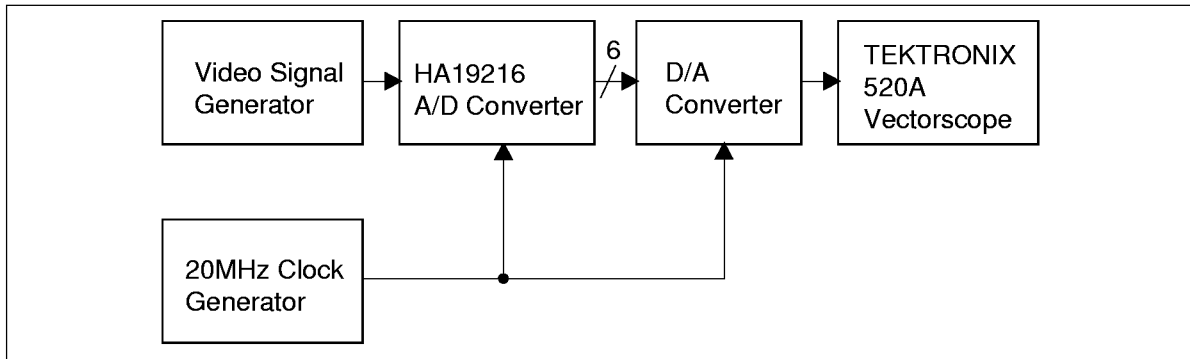 Video Signal
Generator
HA19216
A/D Converter
6
D/A
Converter
TEKTRONIX
520A
Vectorscope
20MHz Clock
Generator